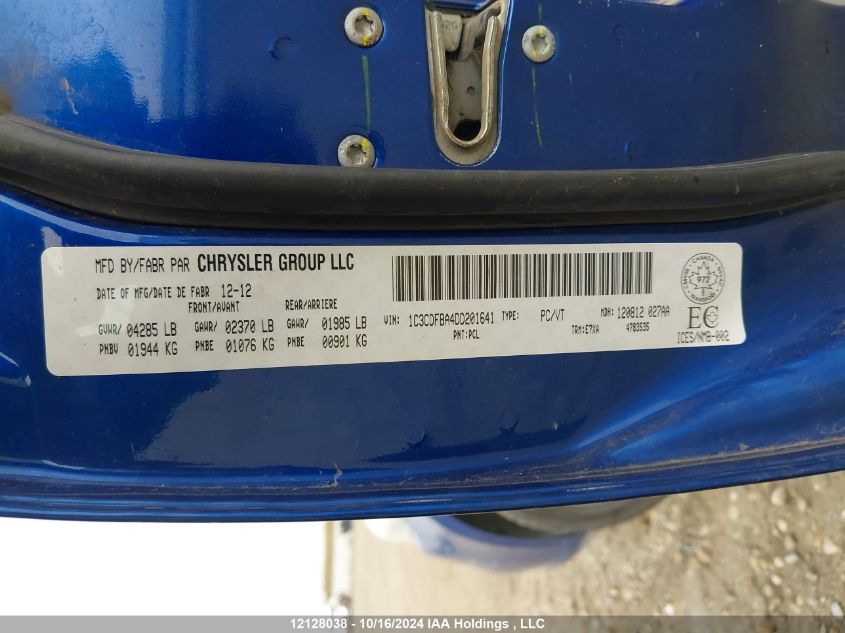 MFD BY/FABR PAR CHRYSLER GROUP LLC
DATE OF MFG/DATE DE FABR 12-12
FRONT/AVANT REAR/ARRIERE
GVWR/ 04285 LB GAWR/ 02370 LB GAWR/ 01985 LB
PNBV 01944 KG PNBE 01076 KG PNBE 00901 KG
VIN: 1C3CDFBA4DD201641 TYPE: PC/VT MDH: 120812 027AA
PNT:PCL TRM:E7XA 4783535
CANADA
972
EC
ICES/NMB-002
12128038 - 10/16/2024 IAA Holdings , LLC